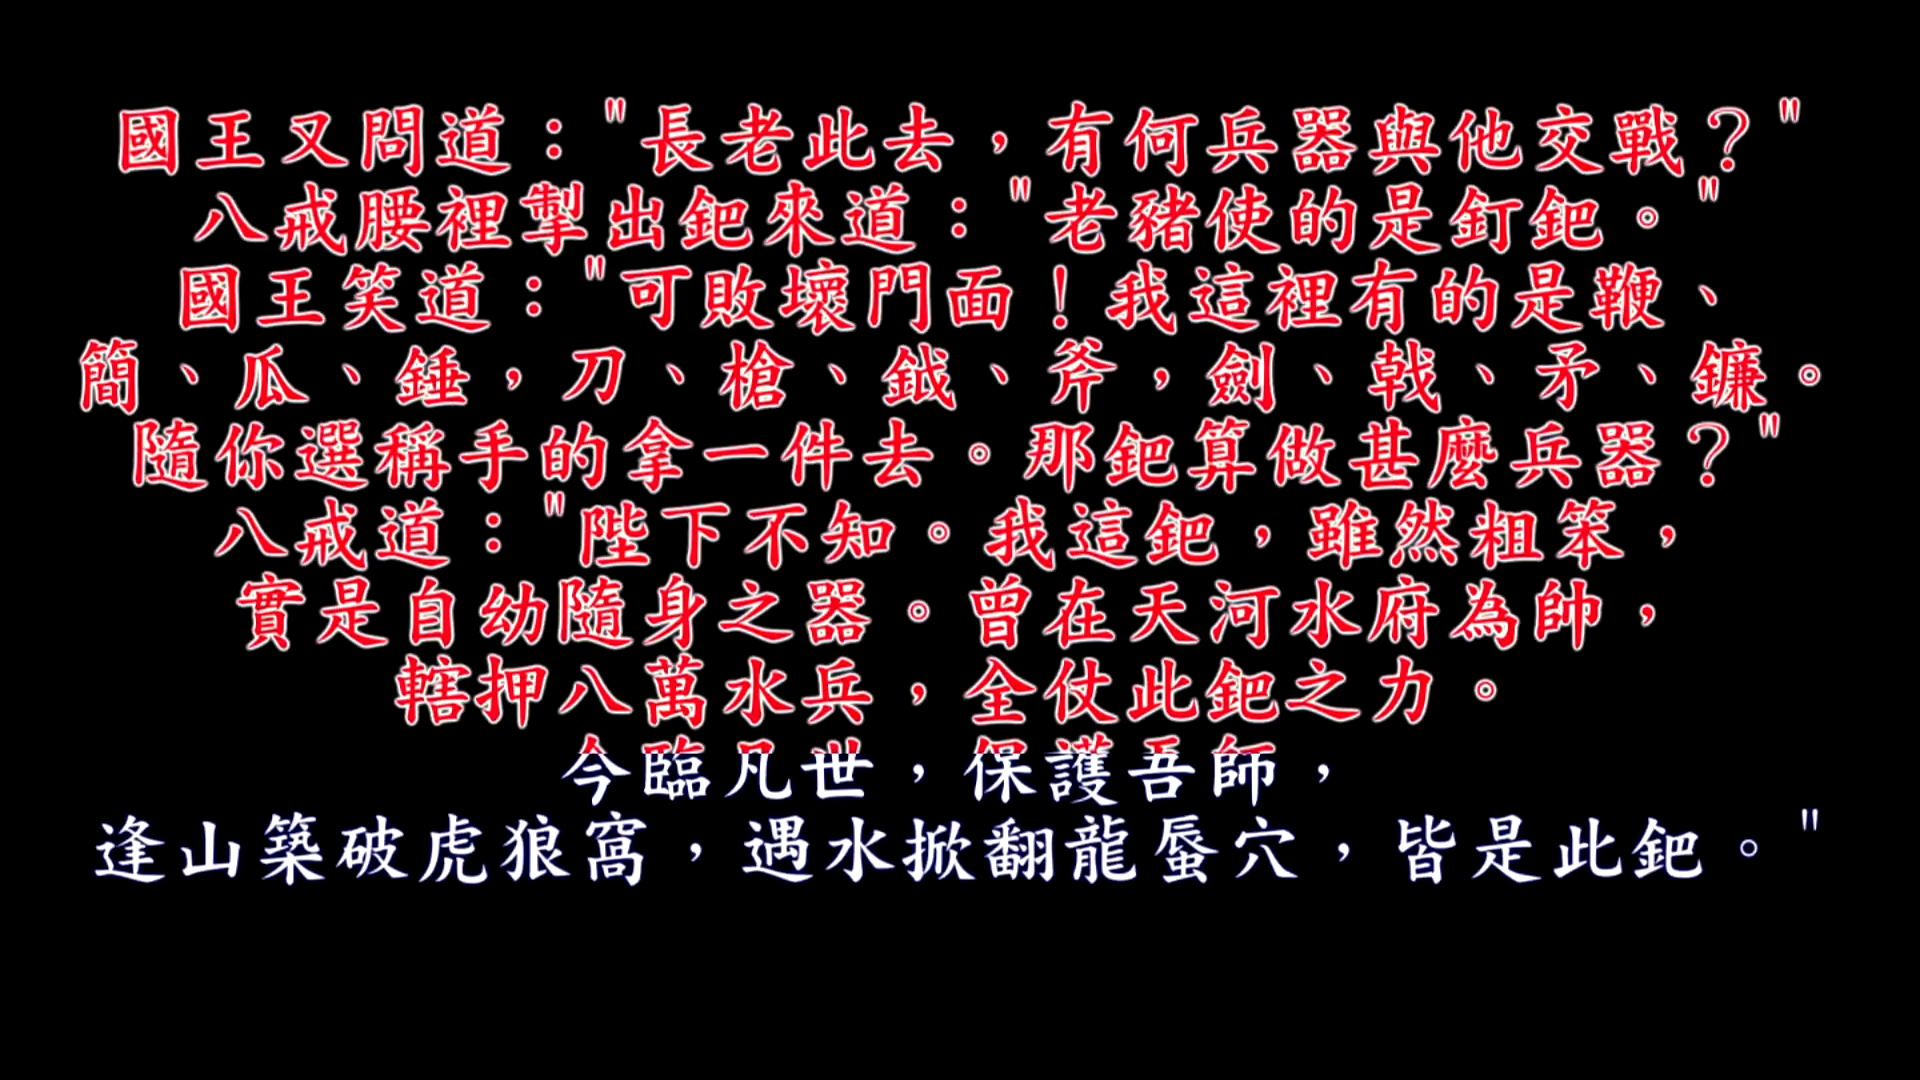 國王又問道："長老此去，有何兵器與他交戰？"
八戒腰裡掣出鈀來道："老豬使的是釘鈀。"
國王笑道："可敗壞門面！我這裡有的是鞭、
簡、瓜、錘，刀、槍、鉞、斧，劍、戟、矛、鐮。
隨你選稱手的拿一件去。那鈀算做甚麼兵器？"
八戒道："陛下不知。我這鈀，雖然粗笨，
實是自幼隨身之器。曾在天河水府為帥，
轄押八萬水兵，全仗此鈀之力。
今臨凡世，保護吾師，
逢山築破虎狼窩，遇水掀翻龍蜃穴，皆是此鈀。"